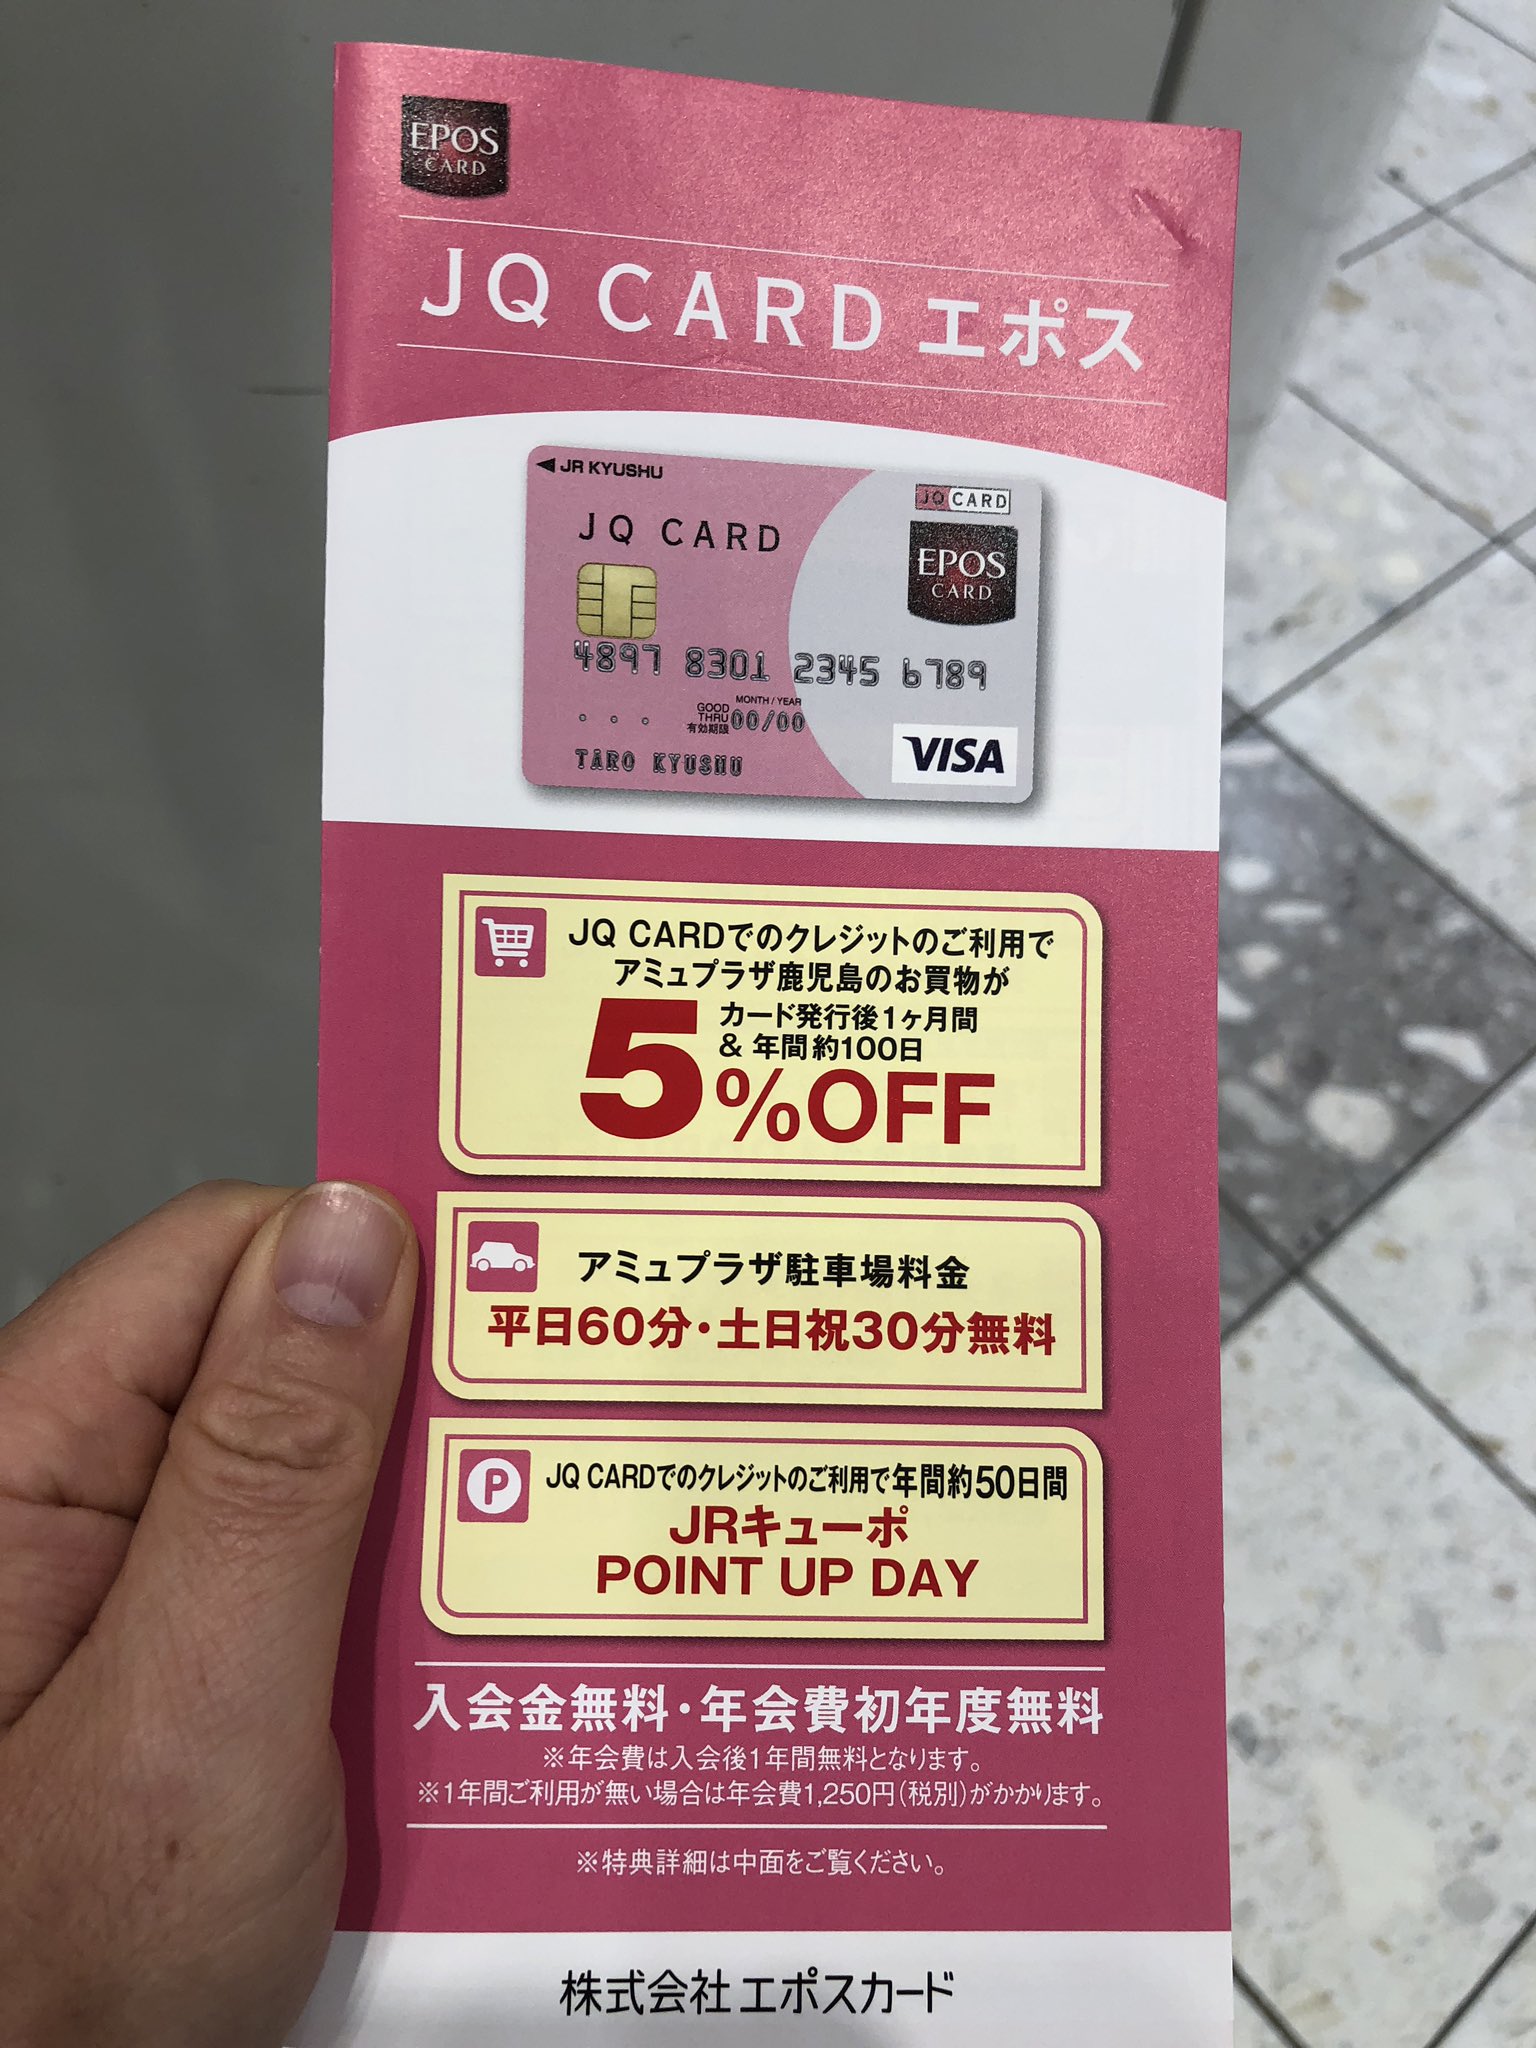 EPOS
CARD
JQ CARD エポス
◀ JR KYUSHU
JQ CARD
JQ CARD
EPOS
CARD
4897 8301 2345 6789
MONTH / YEAR
GOOD
THRU
有効期限
00/00
TARO KYUSHU
VISA
JQ CARDでのクレジットのご利用で
アミュプラザ鹿児島のお買物が
カード発行後1ヶ月間
& 年間約100日
5%OFF
アミュプラザ駐車場料金
平日60分・土日祝30分無料
P
JQ CARDでのクレジットのご利用で年間約50日間
JRキューポ
POINT UP DAY
入会金無料・年会費初年度無料
※年会費は入会後1年間無料となります。
※1年間ご利用が無い場合は年会費1,250円(税別)がかかります。
※特典詳細は中面をご覧ください。
株式会社エポスカード